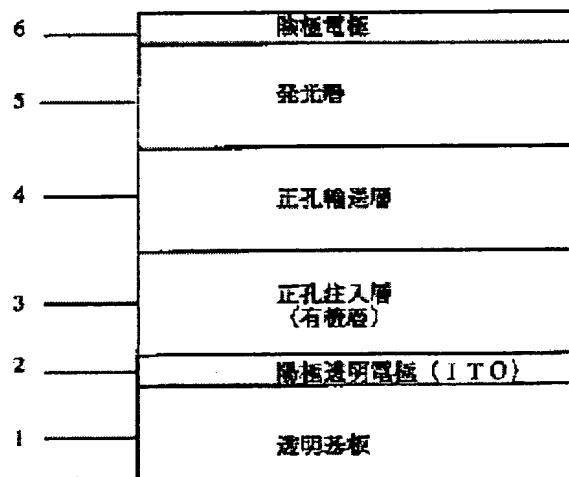 6 陰極電極
5 発光層
4 正孔輸送層
3 正孔注入層
(有機層)
2 陽極透明電極(ITO)
1 透明基板